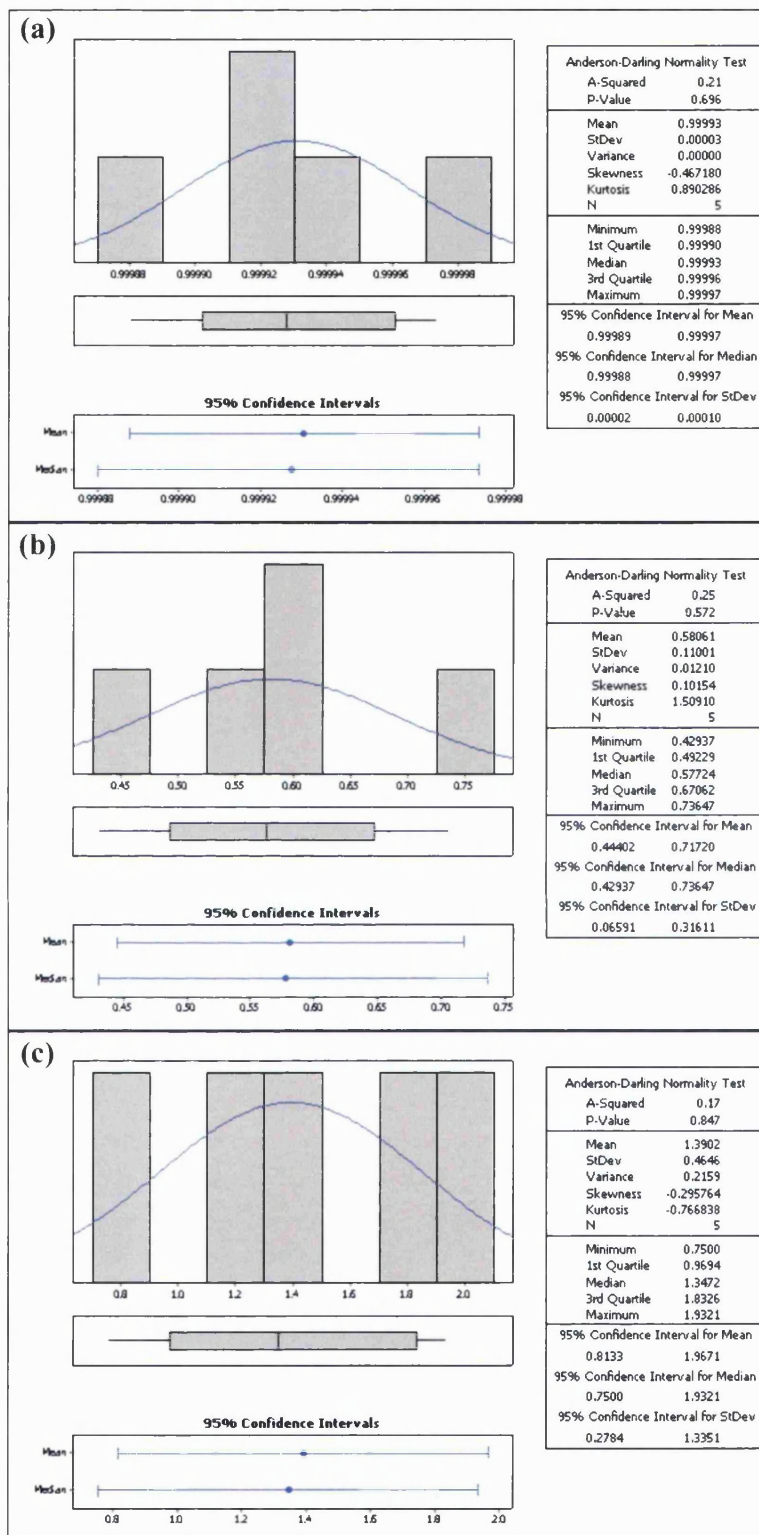 (a)
Anderson-Darling Normality Test
A-Squared 0.21
P-Value 0.696
Mean 0.99993
StDev 0.00003
Variance 0.00000
Skewness -0.467180
Kurtosis 0.890286
N 5
Minimum 0.99988
1st Quartile 0.99990
Median 0.99993
3rd Quartile 0.99996
Maximum 0.99997
95% Confidence Interval for Mean
0.99989 0.99997
95% Confidence Interval for Median
0.99988 0.99997
95% Confidence Interval for StDev
0.00002 0.00010
0.99988 0.99990 0.99992 0.99994 0.99996 0.99998
95% Confidence Intervals
Mean
Median
0.99988 0.99990 0.99992 0.99994 0.99996 0.99998
(b)
Anderson-Darling Normality Test
A-Squared 0.25
P-Value 0.572
Mean 0.58061
StDev 0.11001
Variance 0.01210
Skewness 0.10154
Kurtosis 1.50910
N 5
Minimum 0.42937
1st Quartile 0.49229
Median 0.57724
3rd Quartile 0.67062
Maximum 0.73647
95% Confidence Interval for Mean
0.44402 0.71720
95% Confidence Interval for Median
0.42937 0.73647
95% Confidence Interval for StDev
0.06591 0.31611
0.45 0.50 0.55 0.60 0.65 0.70 0.75
95% Confidence Intervals
Mean
Median
0.45 0.50 0.55 0.60 0.65 0.70 0.75
(c)
Anderson-Darling Normality Test
A-Squared 0.17
P-Value 0.847
Mean 1.3902
StDev 0.4646
Variance 0.2159
Skewness -0.295764
Kurtosis -0.766838
N 5
Minimum 0.7500
1st Quartile 0.9694
Median 1.3472
3rd Quartile 1.8326
Maximum 1.9321
95% Confidence Interval for Mean
0.8133 1.9671
95% Confidence Interval for Median
0.7500 1.9321
95% Confidence Interval for StDev
0.2784 1.3351
0.8 1.0 1.2 1.4 1.6 1.8 2.0
95% Confidence Intervals
Mean
Median
0.8 1.0 1.2 1.4 1.6 1.8 2.0